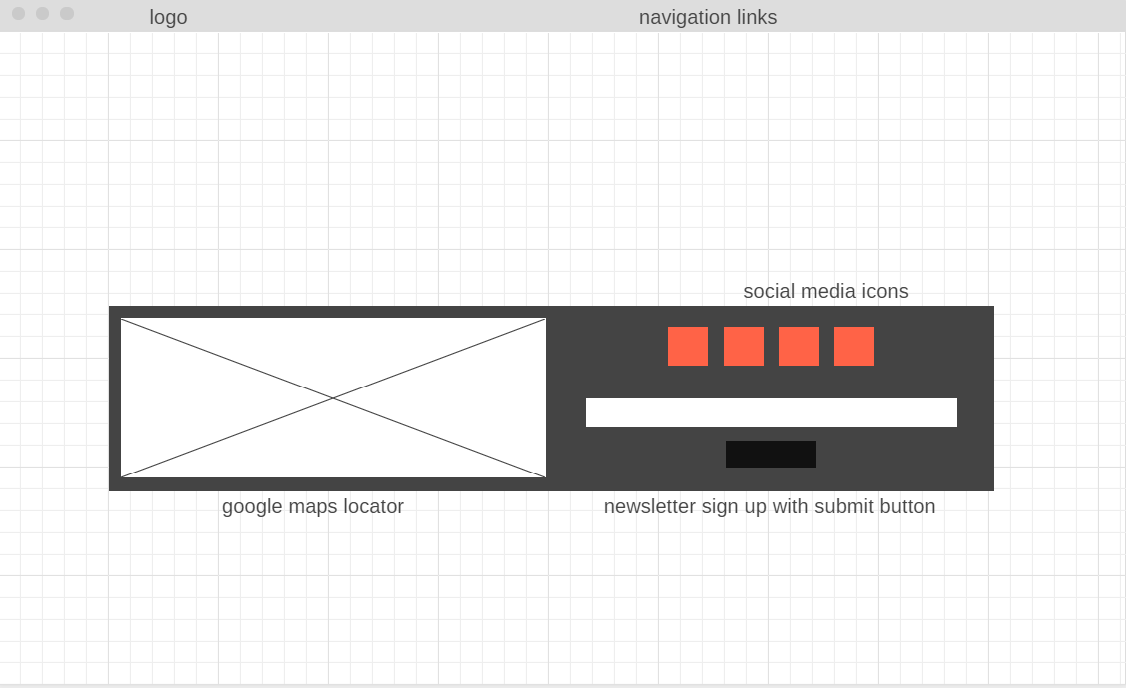 logo
navigation links
social media icons
google maps locator
newsletter sign up with submit button